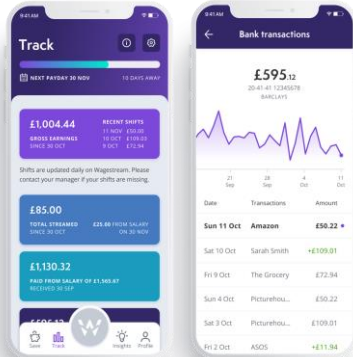 9:41 AM
Track
NEXT PAYDAY 30 NOV
10 DAYS AWAY
£1,004.44
GROSS EARNINGS
SINCE 30 OCT
RECENT SHIFTS
11 NOV £50.00
10 OCT £109.03
9 OCT £72.94
Shifts are updated daily on Wagestream. Please
contact your manager if your shifts are missing.
£85.00
TOTAL STREAMED
SINCE 30 OCT
£25.00 FROM SALARY
ON 30 NOV
£1,130.32
PAID FROM SALARY OF £1,565.67
RECEIVED 30 SEP
Save
Track
W
Insights
Profile
9:41 AM
Bank transactions
£595.12
20-41-41 12345678
BARCLAYS
21
Sep
28
Sep
4
Oct
11
Oct
Date
Transactions
Amount
Sun 11 Oct Amazon £50.22
Sat 10 Oct Sarah Smith +£109.01
Fri 9 Oct The Grocery £72.94
Sun 4 Oct Picturehou... £50.22
Sat 3 Oct Picturehou... £109.01
Fri 2 Oct ASOS +£11.94